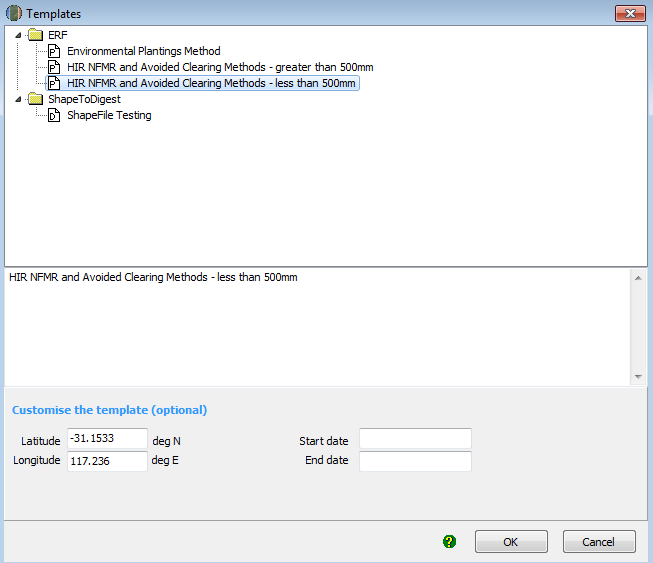 Templates
ERF
P Environmental Plantings Method
P HIR NFMR and Avoided Clearing Methods - greater than 500mm
P HIR NFMR and Avoided Clearing Methods - less than 500mm
ShapeToDigest
D ShapeFile Testing
HIR NFMR and Avoided Clearing Methods - less than 500mm
Customise the template (optional)
Latitude -31.1533 deg N Start date
Longitude 117.236 deg E End date
? OK Cancel